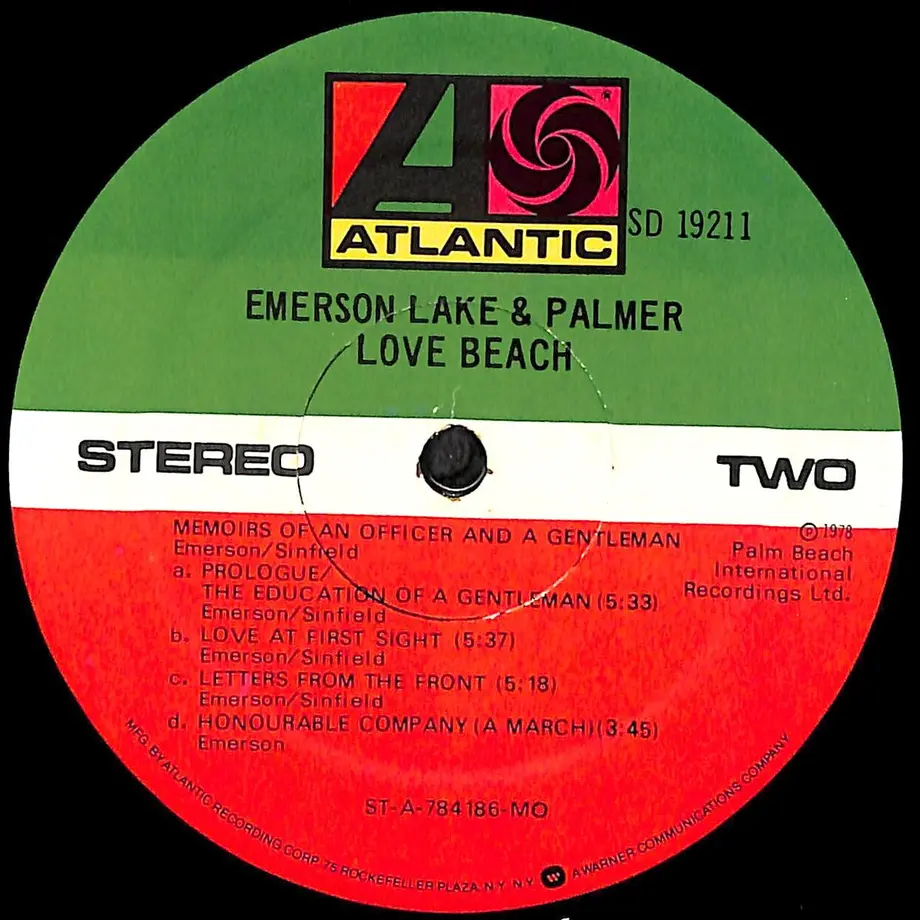 ATLANTIC
SD 19211
EMERSON LAKE & PALMER
LOVE BEACH
STEREO
TWO
MEMOIRS OF AN OFFICER AND A GENTLEMAN
Emerson/Sinfield
a. PROLOGUE/
THE EDUCATION OF A GENTLEMAN (5:33)
Emerson/Sinfield
b. LOVE AT FIRST SIGHT (5:37)
Emerson/Sinfield
c. LETTERS FROM THE FRONT (5:18)
Emerson/Sinfield
d. HONOURABLE COMPANY (A MARCH) (3:45)
Emerson
℗ 1978
Palm Beach
International
Recordings Ltd.
ST-A-784186-MO
MFG. BY ATLANTIC RECORDING CORP. 75 ROCKEFELLER PLAZA, N.Y. N.Y. A WARNER COMMUNICATIONS COMPANY